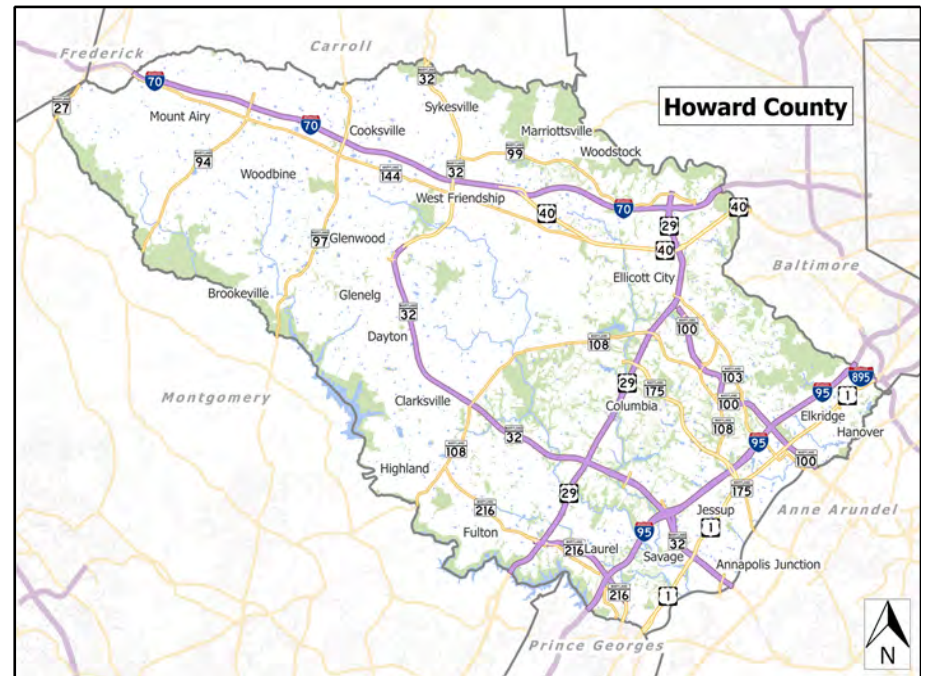 Carroll
Frederick
Howard County
32
70
27
Mount Airy
Sykesville
70
Cooksville
Marriottsville
99
Woodstock
94
Woodbine
144
32
West Friendship
40
70
40
29
97
Glenwood
40
Ellicott City
Baltimore
Brookeville
Glenelg
32
Dayton
100
108
103
895
95
29
175
Columbia
1
Montgomery
Clarksville
100
Elkridge
108
Hanover
32
95
108
100
Highland
29
175
216
Jessup
Anne Arundel
Fulton
95
1
216
Laurel
32
Savage
Annapolis Junction
216
1
Prince Georges
N